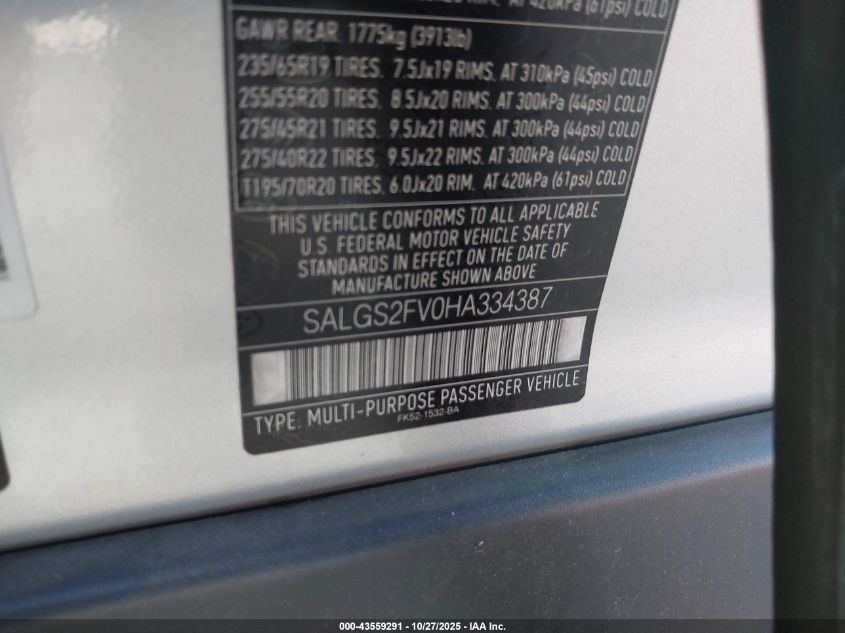 AT 420kPa (61psi) COLD
GAWR REAR 1775kg (3913lb)
235/65R19 TIRES, 7.5Jx19 RIMS, AT 310kPa (45psi) COLD
255/55R20 TIRES, 8.5Jx20 RIMS, AT 300kPa (44psi) COLD
275/45R21 TIRES, 9.5Jx21 RIMS, AT 300kPa (44psi) COLD
275/40R22 TIRES, 9.5Jx22 RIMS, AT 300kPa (44psi) COLD
T195/70R20 TIRES, 6.0Jx20 RIM, AT 420kPa (61psi) COLD
THIS VEHICLE CONFORMS TO ALL APPLICABLE
U.S. FEDERAL MOTOR VEHICLE SAFETY
STANDARDS IN EFFECT ON THE DATE OF
MANUFACTURE SHOWN ABOVE
SALGS2FV0HA334387
TYPE: MULTI-PURPOSE PASSENGER VEHICLE
FK52-1532-BA
000-43559291 - 10/27/2025 - IAA Inc.